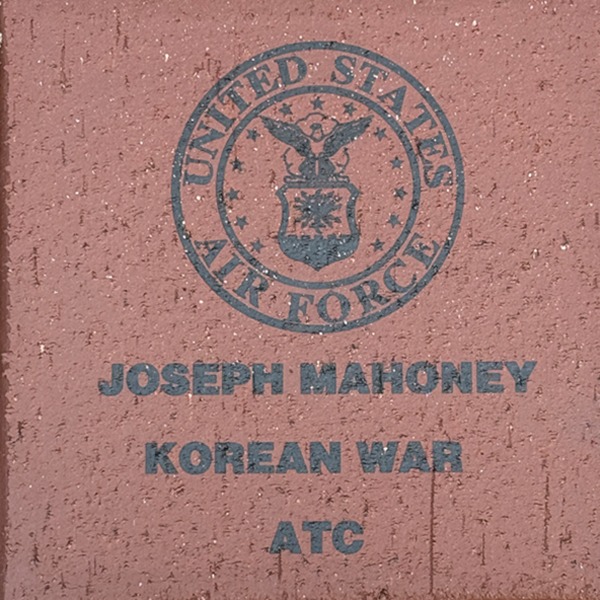 UNITED STATES
AIR FORCE
JOSEPH MAHONEY
KOREAN WAR
ATC